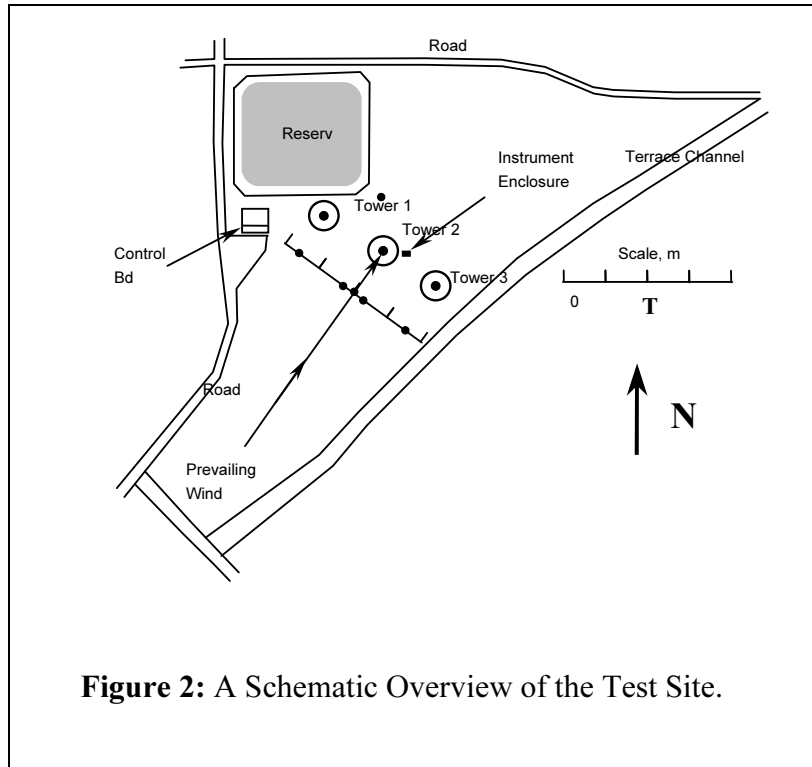 Road
Reserv
Terrace Channel
Instrument
Enclosure
Tower 1
Tower 2
Tower 3
Control
Bd
Scale, m
0
T
N
Road
Prevailing
Wind
Figure 2: A Schematic Overview of the Test Site.